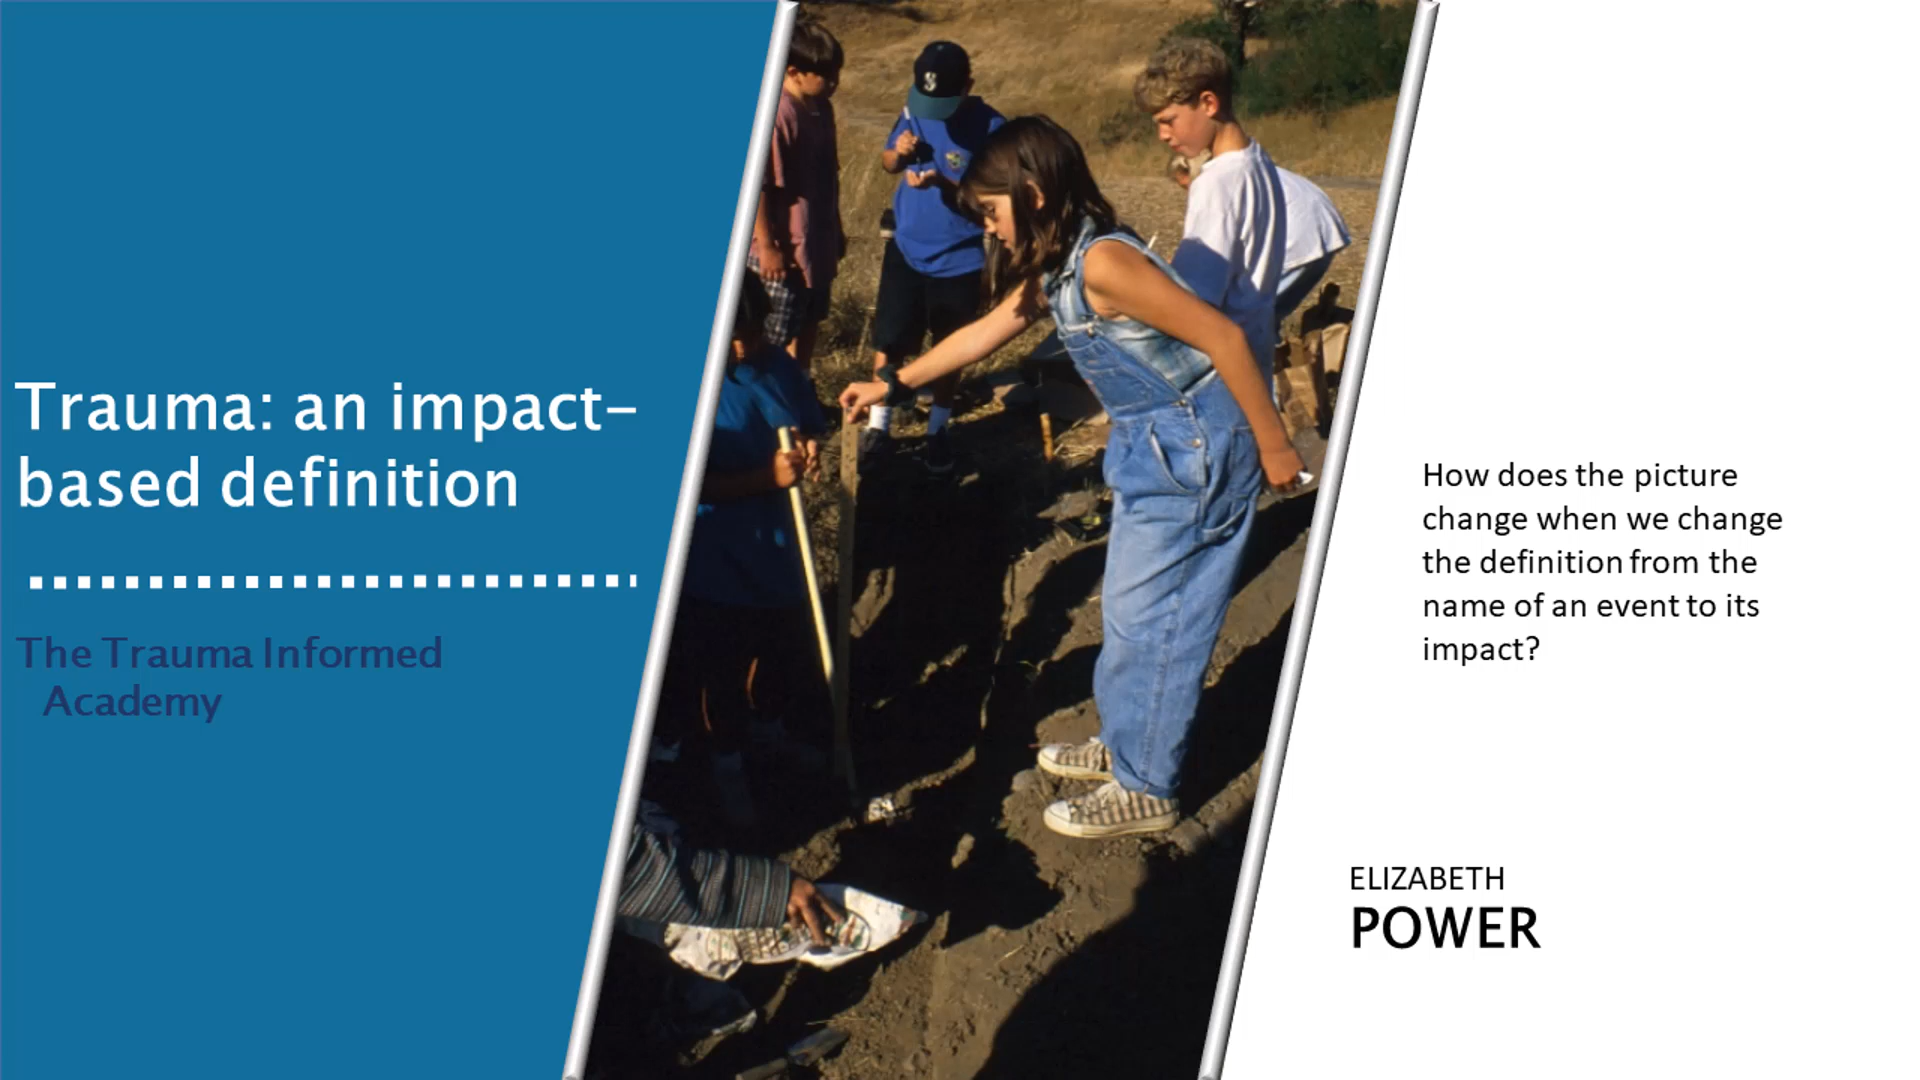 Trauma: an impact-
based definition
The Trauma Informed
Academy
S
How does the picture
change when we change
the definition from the
name of an event to its
impact?
ELIZABETH
POWER